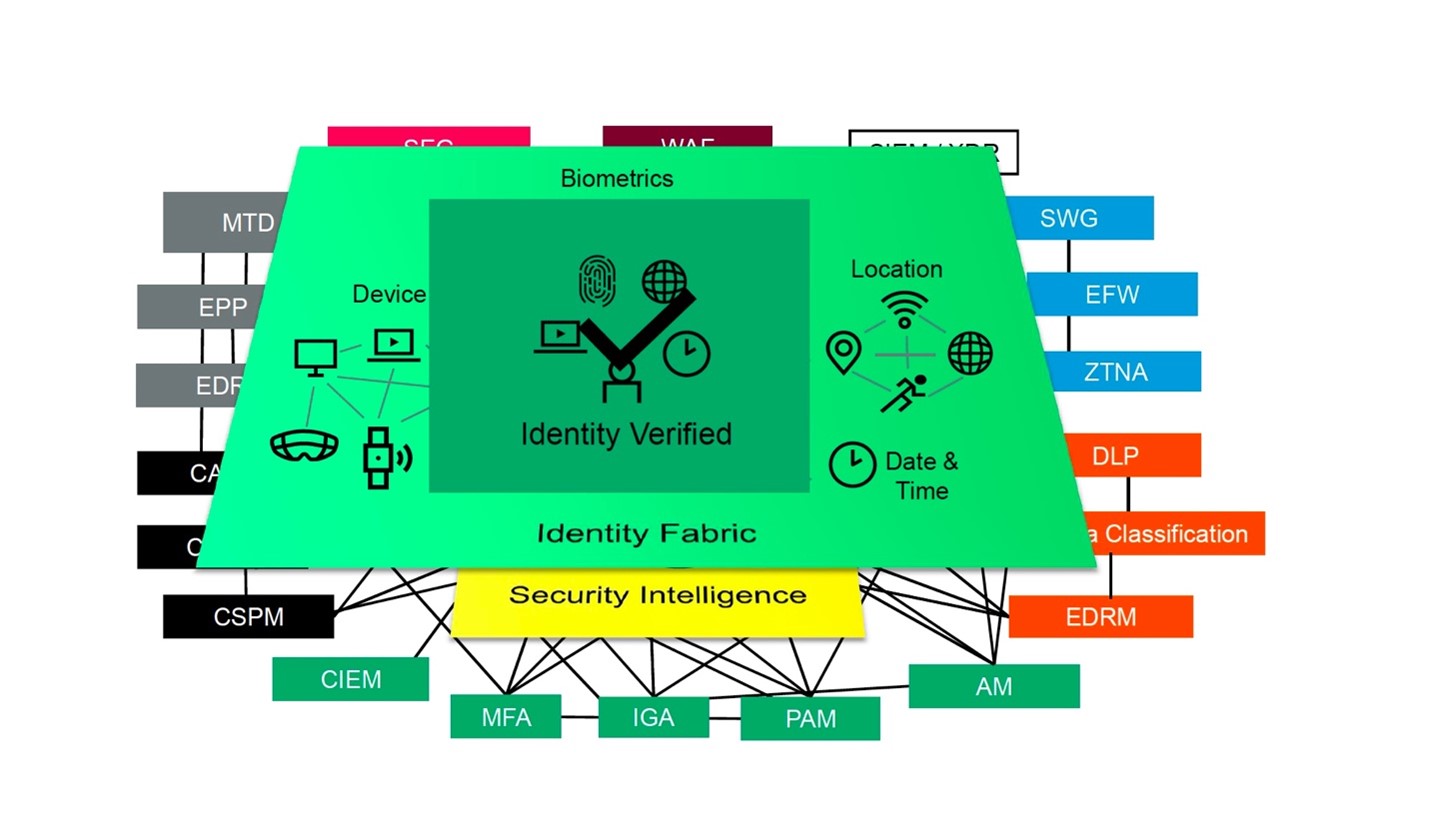 WAF
SIEM / XDR
Biometrics
MTD
SWG
Location
Device
EFW
EPP
ZTNA
EDR
Identity Verified
DLP
Date &
Time
CA
Identity Fabric
a Classification
C
Security Intelligence
CSPM
EDRM
CIEM
AM
MFA
IGA
PAM